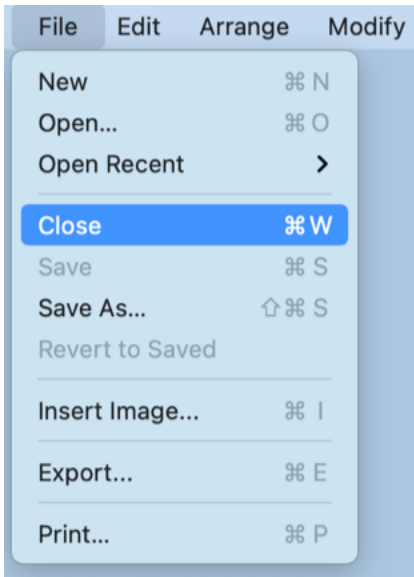 File Edit Arrange Modify
New ⌘ N
Open... ⌘ O
Open Recent >
Close ⌘ W
Save ⌘ S
Save As... ⇧ ⌘ S
Revert to Saved
Insert Image... ⌘ I
Export... ⌘ E
Print... ⌘ P